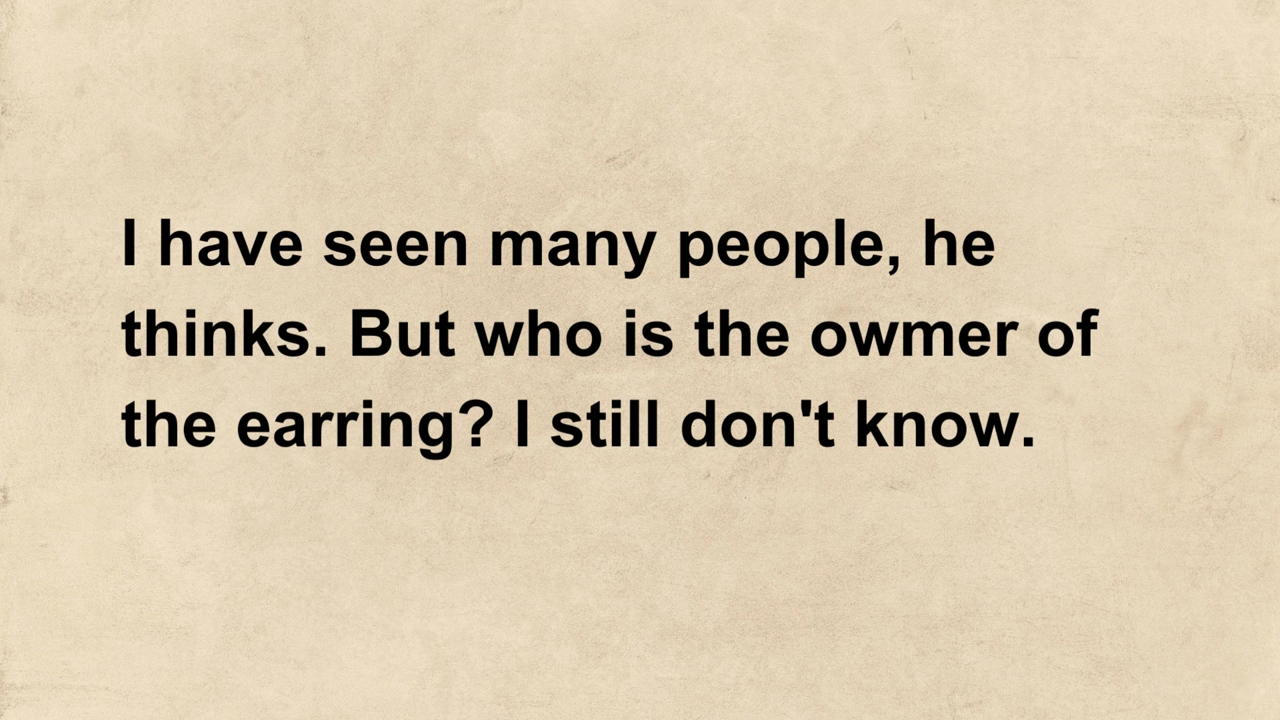 I have seen many people, he
thinks. But who is the owmer of
the earring? I still don't know.